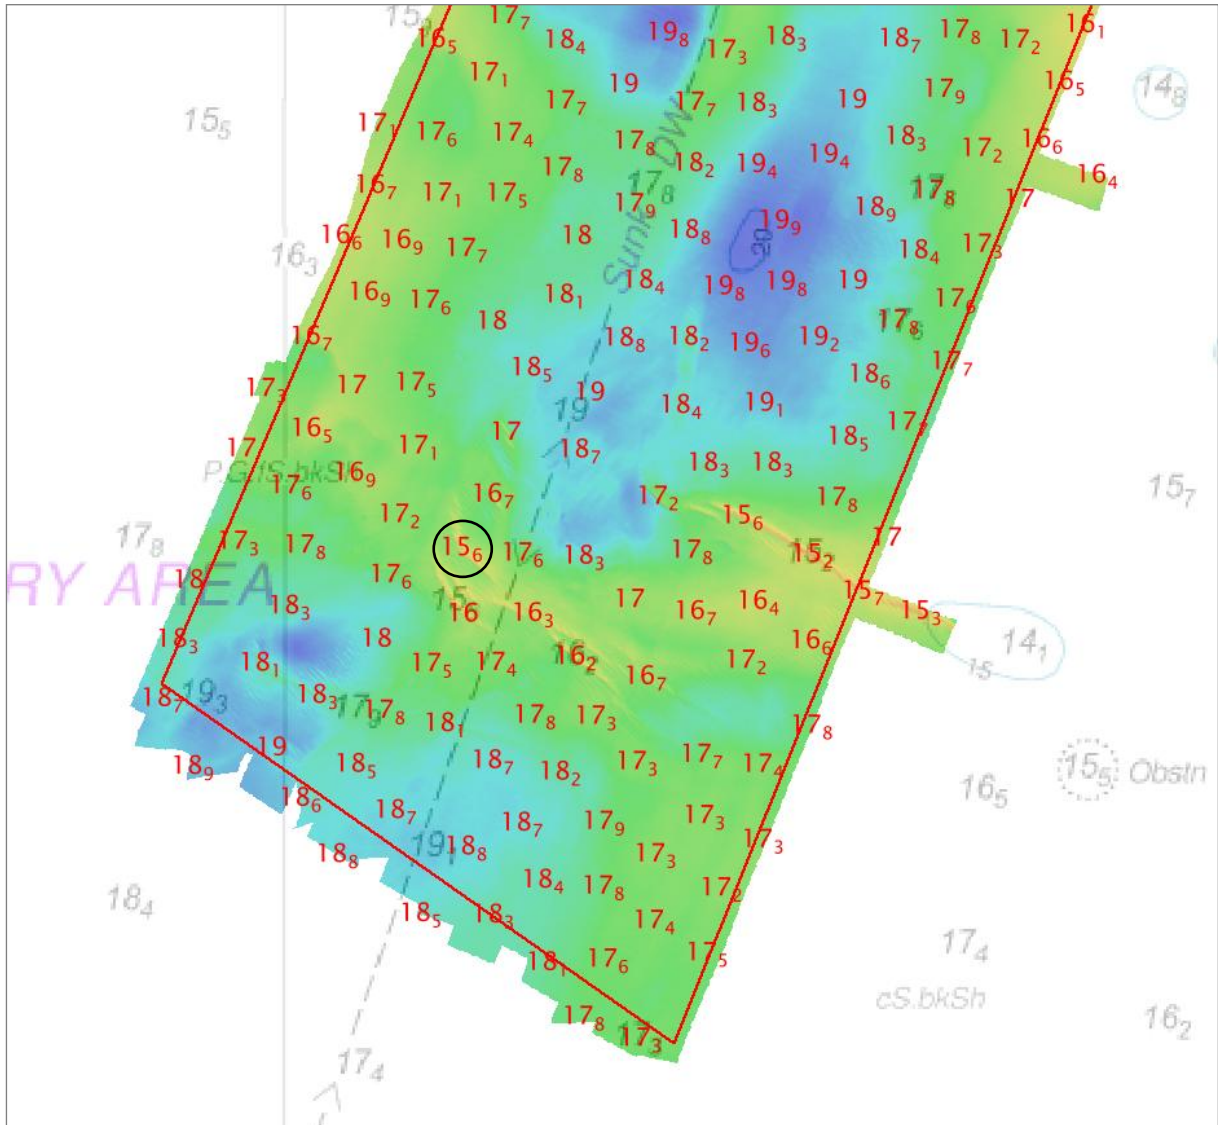 15₉ 17₇ 19₈ 18₃ 17₈ 16₁
16₅ 18₄ 17₃ 18₇ 17₂
17₁ 19 16₅ 14₈
17₇ 17₇ 18₃ 19 17₉
15₅ 17₁ 17₆ 17₄ 17₈ 18₃ 16₆
Sunk DW
17₈ 18₂ 19₄ 19₄ 17₂ 16₄
16₇ 17₁ 17₅ 17₈ 17₈ 17
17₉ 19₉ 18₉
16₆ 16₉ 17₇ 18 18₈ 20 18₄ 17₃
16₃ 18₄ 19₈ 19₈ 19
16₉ 17₆ 18₁ 17₆
16₇ 18 18₈ 18₂ 19₆ 19₂ 17₈
18₅ 18₆ 17₇
17₃ 17 17₅ 19 18₄ 19₁
19
16₅ 17 18₅ 17₇
17 17₁ 18₇ 18₃ 18₃
P.G.fS.bkSh 16₉
17₆ 16₇ 17₂ 17₈ 15₇
17₂ 15₆
17₈ 17₃ 17₈ 15₆ 17₆ 18₃ 17₈ 15₂ 17
RY AREA
18 17₆ 15₇
18₃ 15 16 16₃ 17 16₇ 16₄ 15₃
18₃ 18 16₆ 14₁
18₁ 17₅ 17₄ 16₂ 16₇ 17₂ 15
18₇ 19₃ 18₃ 17₉ 17₈ 18₁ 17₈ 17₃ 17₈
19 17₇
18₉ 18₅ 18₇ 18₂ 17₃ 17₄ 15₅ Obstn
18₆ 18₇ 18₇ 17₉ 17₃ 16₅
18₈ 19₁ 18₈ 17₃ 17₃
18₄ 18₄ 17₈ 17₂
18₅ 18₃ 17₄
18₁ 17₆ 17₅ 17₄
cS.bkSh
17₈ 17₃ 16₂
17₄